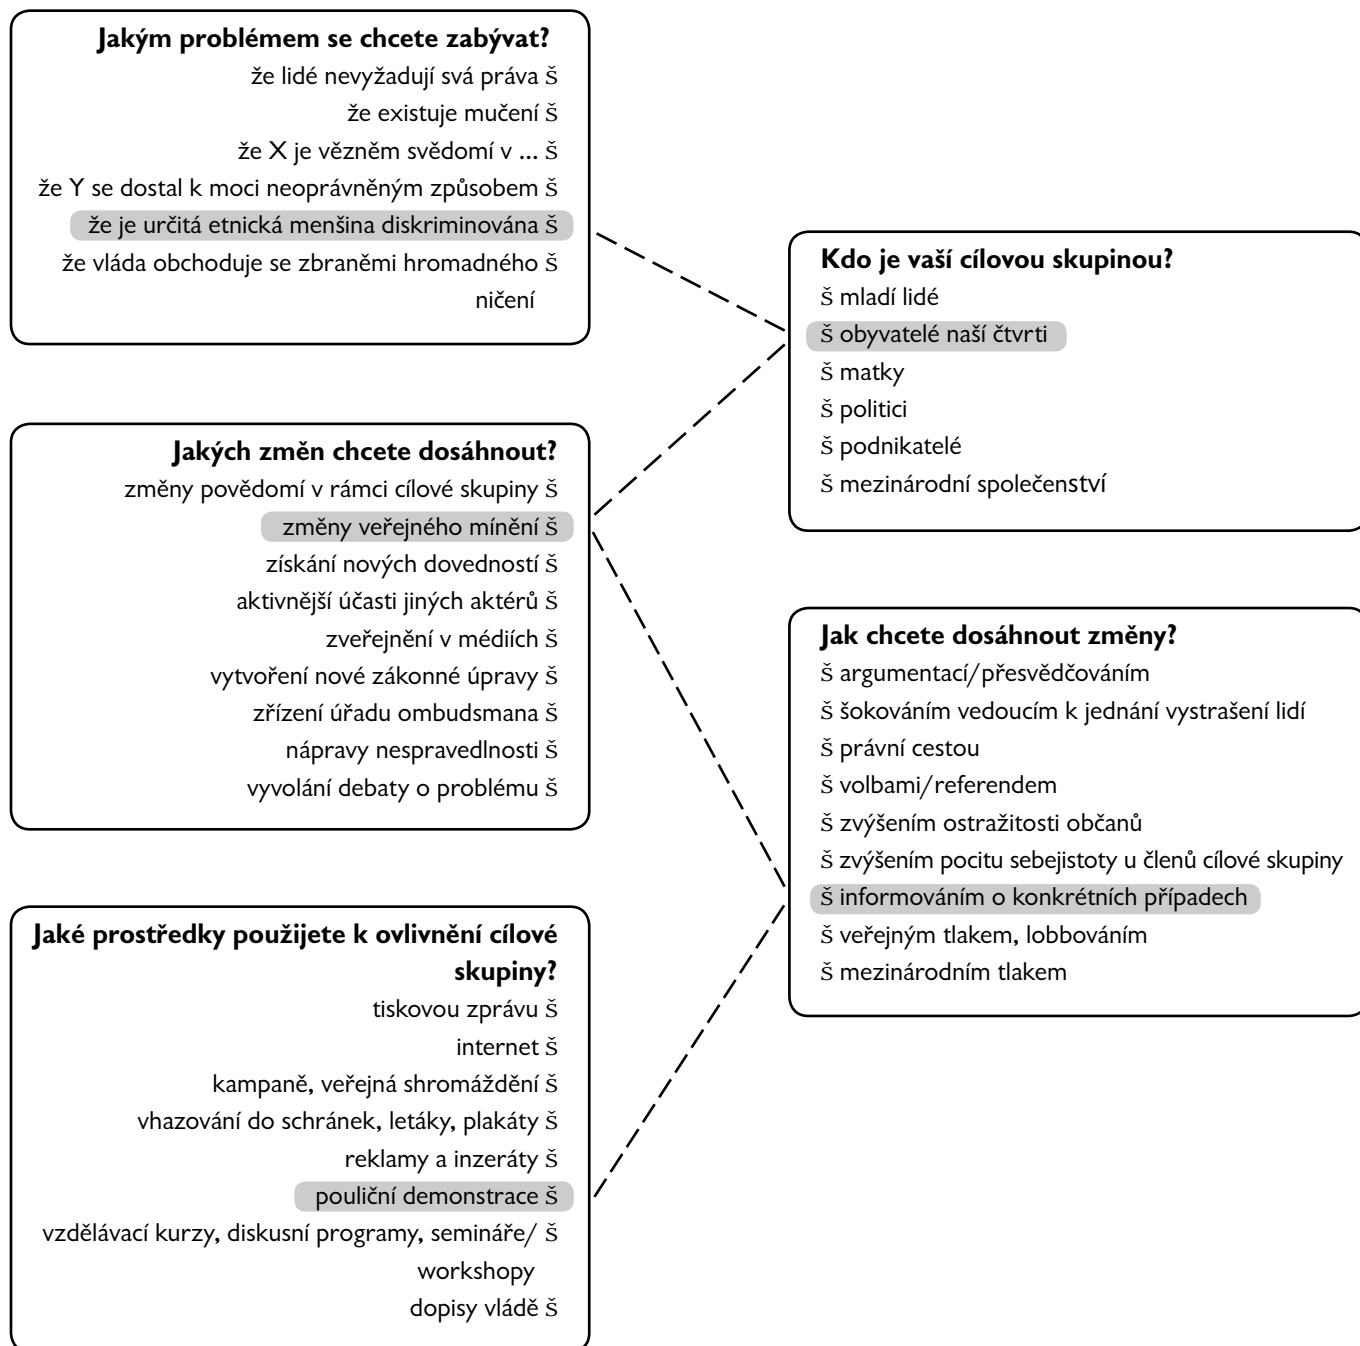 Jakým problémem se chcete zabývat?
že lidé nevyžadují svá práva š
že existuje mučení š
že X je vězněm svědomí v ... š
že Y se dostal k moci neoprávněným způsobem š
že je určitá etnická menšina diskriminována š
že vláda obchoduje se zbraněmi hromadného š
ničení
Kdo je vaší cílovou skupinou?
š mladí lidé
š obyvatelé naší čtvrti
š matky
š politici
š podnikatelé
š mezinárodní společenství
Jakých změn chcete dosáhnout?
změny povědomí v rámci cílové skupiny š
změny veřejného mínění š
získání nových dovedností š
aktivnější účasti jiných aktérů š
zveřejnění v médiích š
vytvoření nové zákonné úpravy š
zřízení úřadu ombudsmana š
nápravy nespravedlnosti š
vyvolání debaty o problému š
Jak chcete dosáhnout změny?
š argumentací/přesvědčováním
š šokováním vedoucím k jednání vystrašení lidí
š právní cestou
š volbami/referendem
š zvýšením ostražitosti občanů
š zvýšením pocitu sebejistoty u členů cílové skupiny
š informováním o konkrétních případech
š veřejným tlakem, lobbováním
š mezinárodním tlakem
Jaké prostředky použijete k ovlivnění cílové
skupiny?
tiskovou zprávu š
internet š
kampaně, veřejná shromáždění š
vhazování do schránek, letáky, plakáty š
reklamy a inzeráty š
pouliční demonstrace š
vzdělávací kurzy, diskusní programy, semináře/ š
workshopy
dopisy vládě š